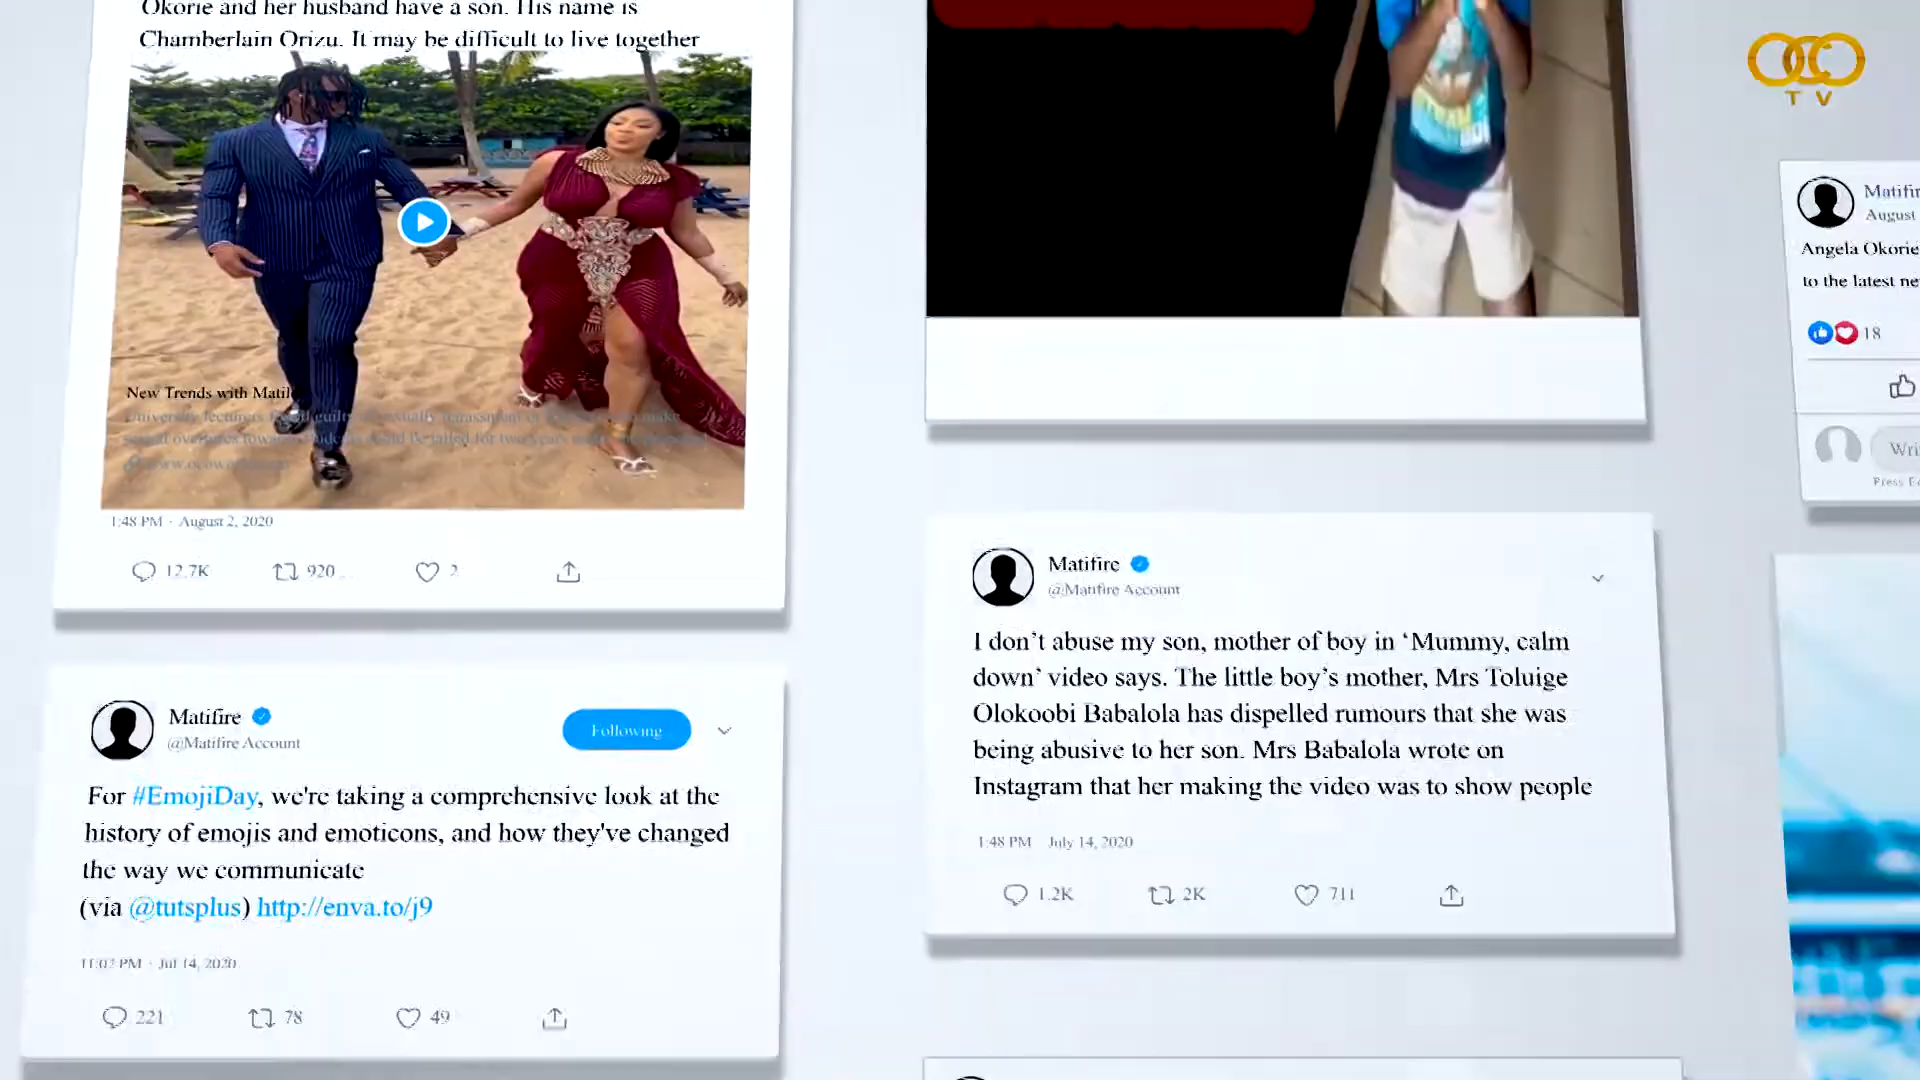 Okorie and her husband have a son. His name is
Chamberlain Orizu. It may be difficult to live together
New Trends with Matil
1:48 PM · August 2, 2020
12.7K 920 2
Matifire
@Matifire Account
Following
For #EmojiDay, we're taking a comprehensive look at the
history of emojis and emoticons, and how they've changed
the way we communicate
(via @tutsplus) http://enva.to/j9
11:02 PM · Jul 14, 2020
221 78 49
Matifire
@Matifire Account
I don't abuse my son, mother of boy in ‘Mummy, calm
down’ video says. The little boy's mother, Mrs Toluige
Olokoobi Babalola has dispelled rumours that she was
being abusive to her son. Mrs Babalola wrote on
Instagram that her making the video was to show people
1:48 PM July 14, 2020
1.2K 2K 711
TV
Matifir
August
Angela Okorie
to the latest ne
18
Wri
Press E